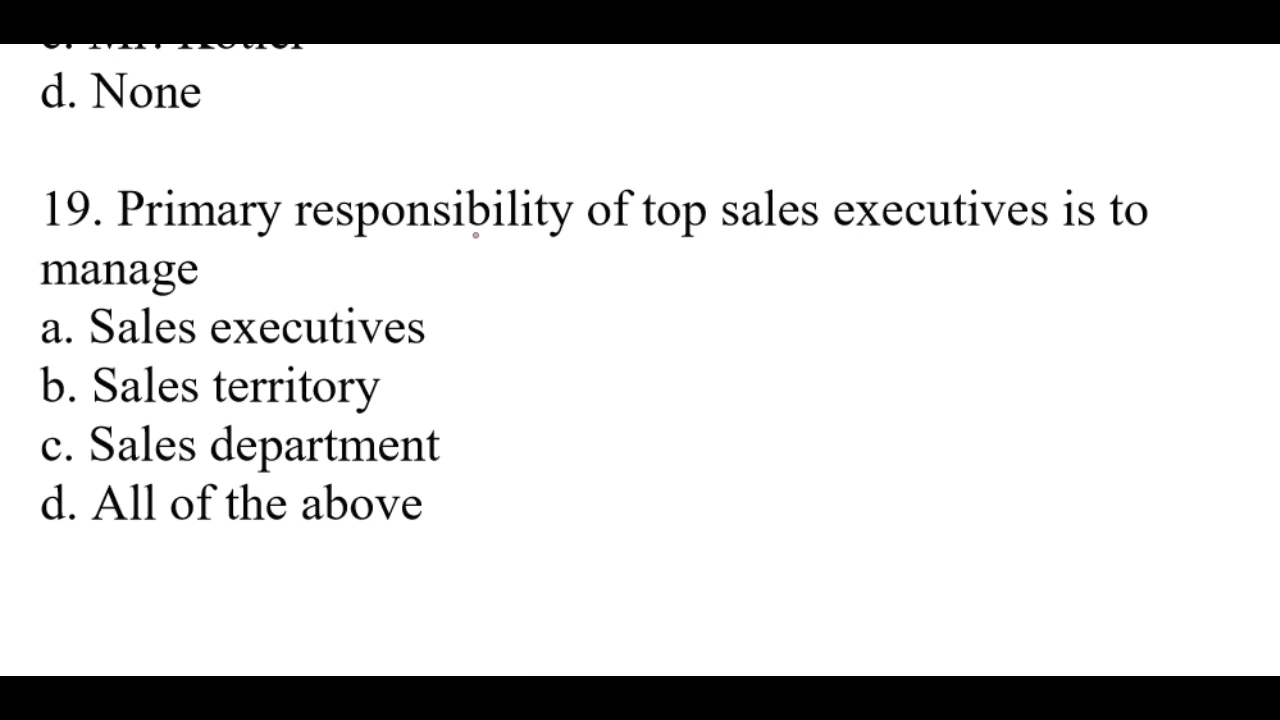 d. None
19. Primary responsibility of top sales executives is to
manage
a. Sales executives
b. Sales territory
c. Sales department
d. All of the above